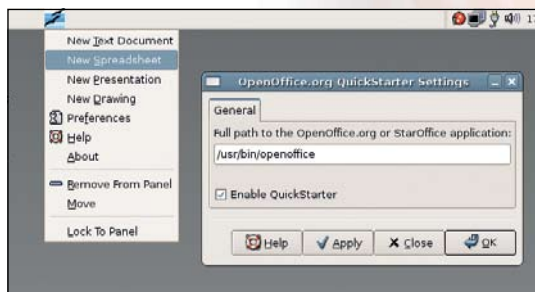 New Text Document
New Spreadsheet
New Presentation
New Drawing
Preferences
Help
About
Remove From Panel
Move
Lock To Panel
OpenOffice.org QuickStarter Settings
General
Full path to the OpenOffice.org or StarOffice application:
/usr/bin/openoffice
Enable QuickStarter
Help
Apply
Close
OK